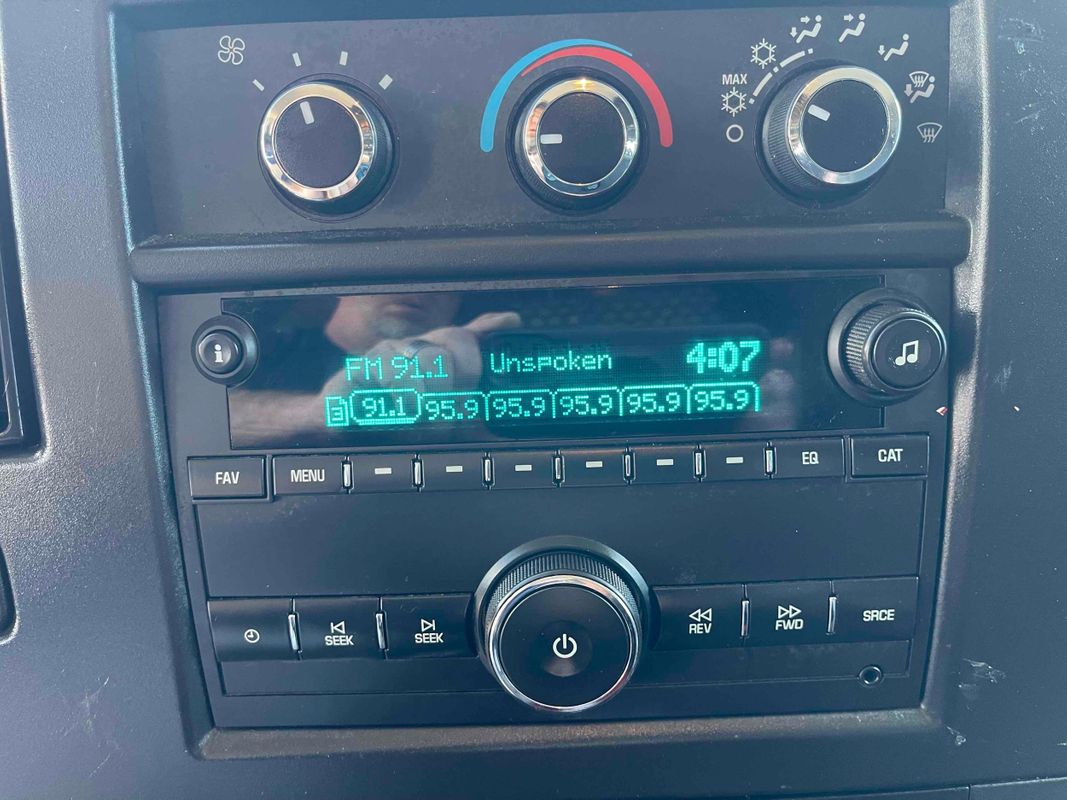 MAX
i
FM 91.1 Unspoken 4:07
3 91.1 95.9 95.9 95.9 95.9 95.9
FAV MENU EQ CAT
SEEK SEEK REV FWD SRCE